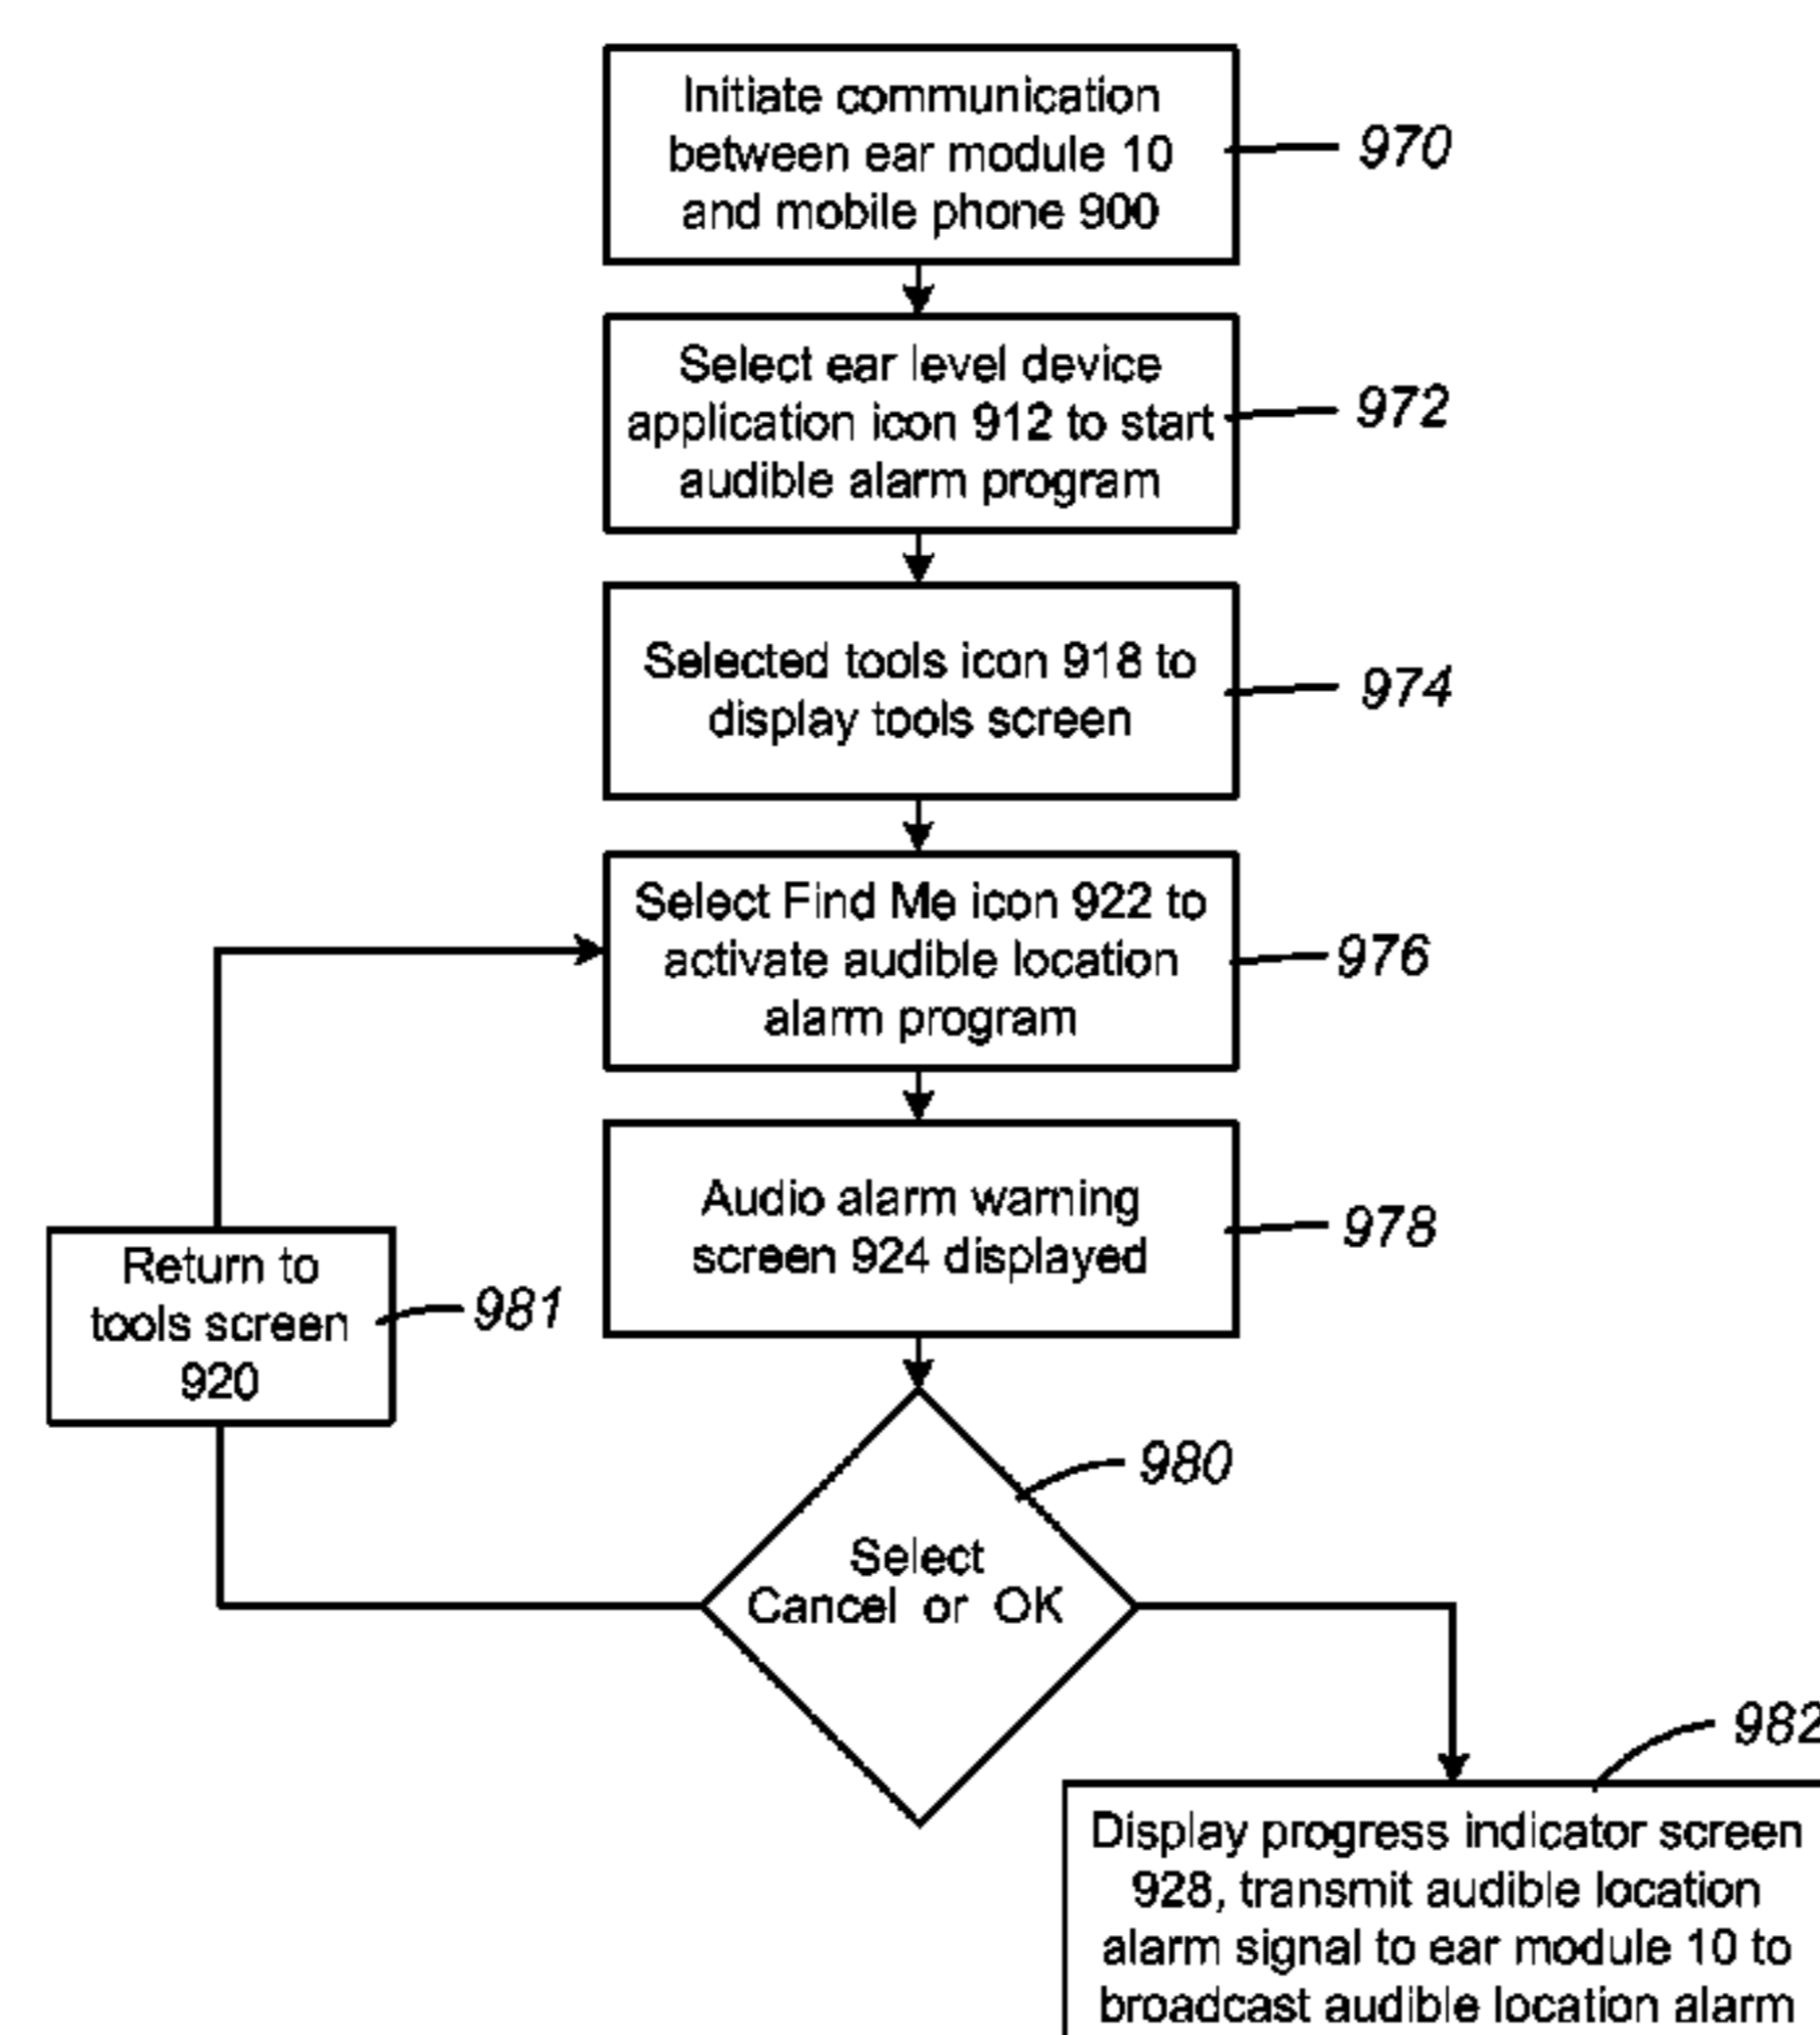 Initiate communication
between ear module 10
and mobile phone 900
970
Select ear level device
application icon 912 to start
audible alarm program
972
Selected tools icon 918 to
display tools screen
974
Select Find Me icon 922 to
activate audible location
alarm program
976
Audio alarm warning
screen 924 displayed
978
Return to
tools screen
920
981
980
Select
Cancel or OK
982
Display progress indicator screen
928, transmit audible location
alarm signal to ear module 10 to
broadcast audible location alarm